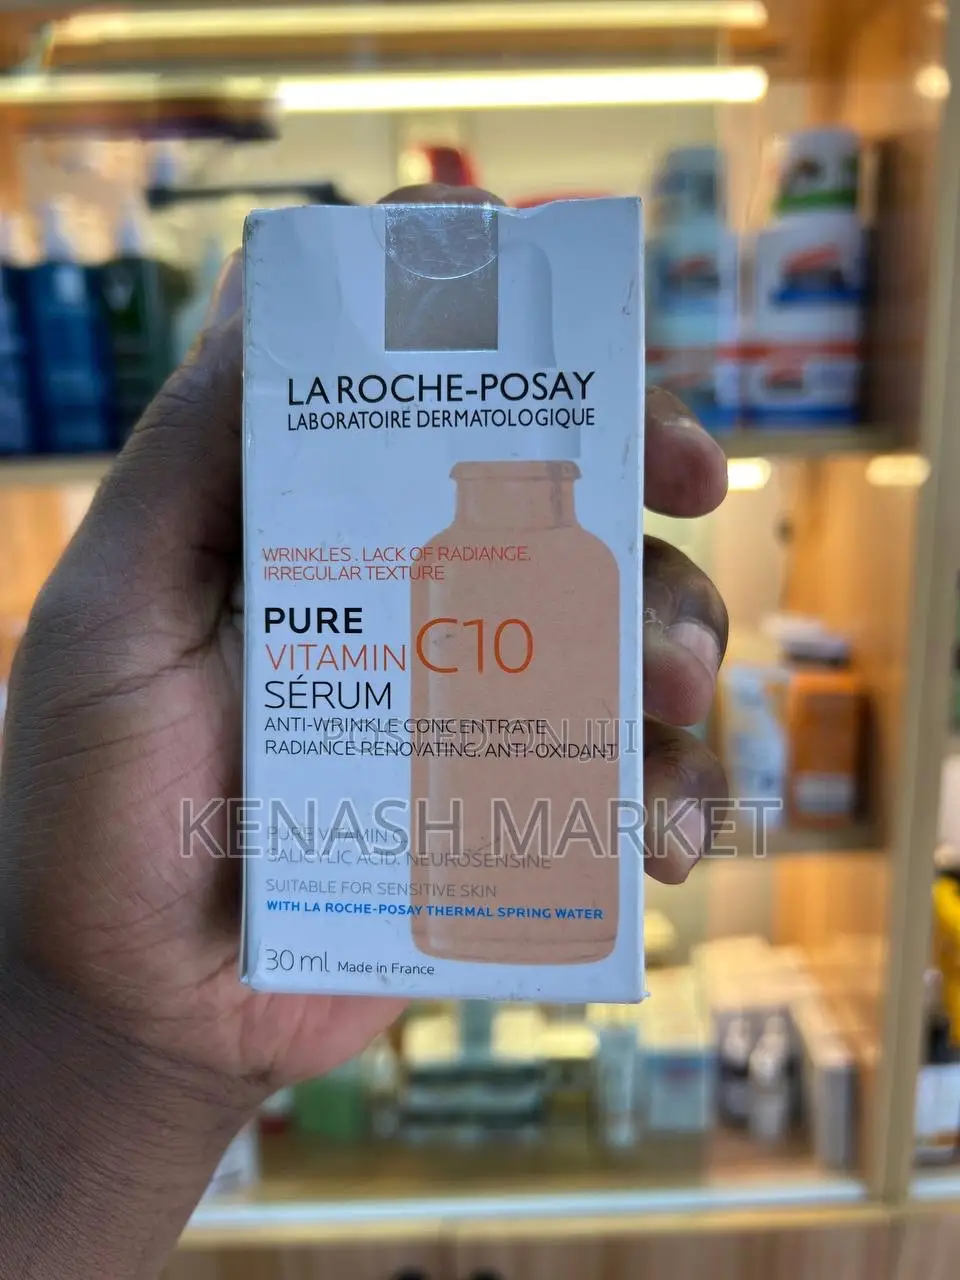 LA ROCHE-POSAY
LABORATOIRE DERMATOLOGIQUE
WRINKLES. LACK OF RADIANCE.
IRREGULAR TEXTURE
PURE
VITAMIN C10
SÉRUM
ANTI-WRINKLE CONCENTRATE
POSTED ON JIJI
RADIANCE RENOVATING. ANTI-OXIDANT
KENASH MARKET
PURE VITAMIN C.
SALICYLIC ACID. NEUROSENSINE
SUITABLE FOR SENSITIVE SKIN
WITH LA ROCHE-POSAY THERMAL SPRING WATER
30 ml Made in France